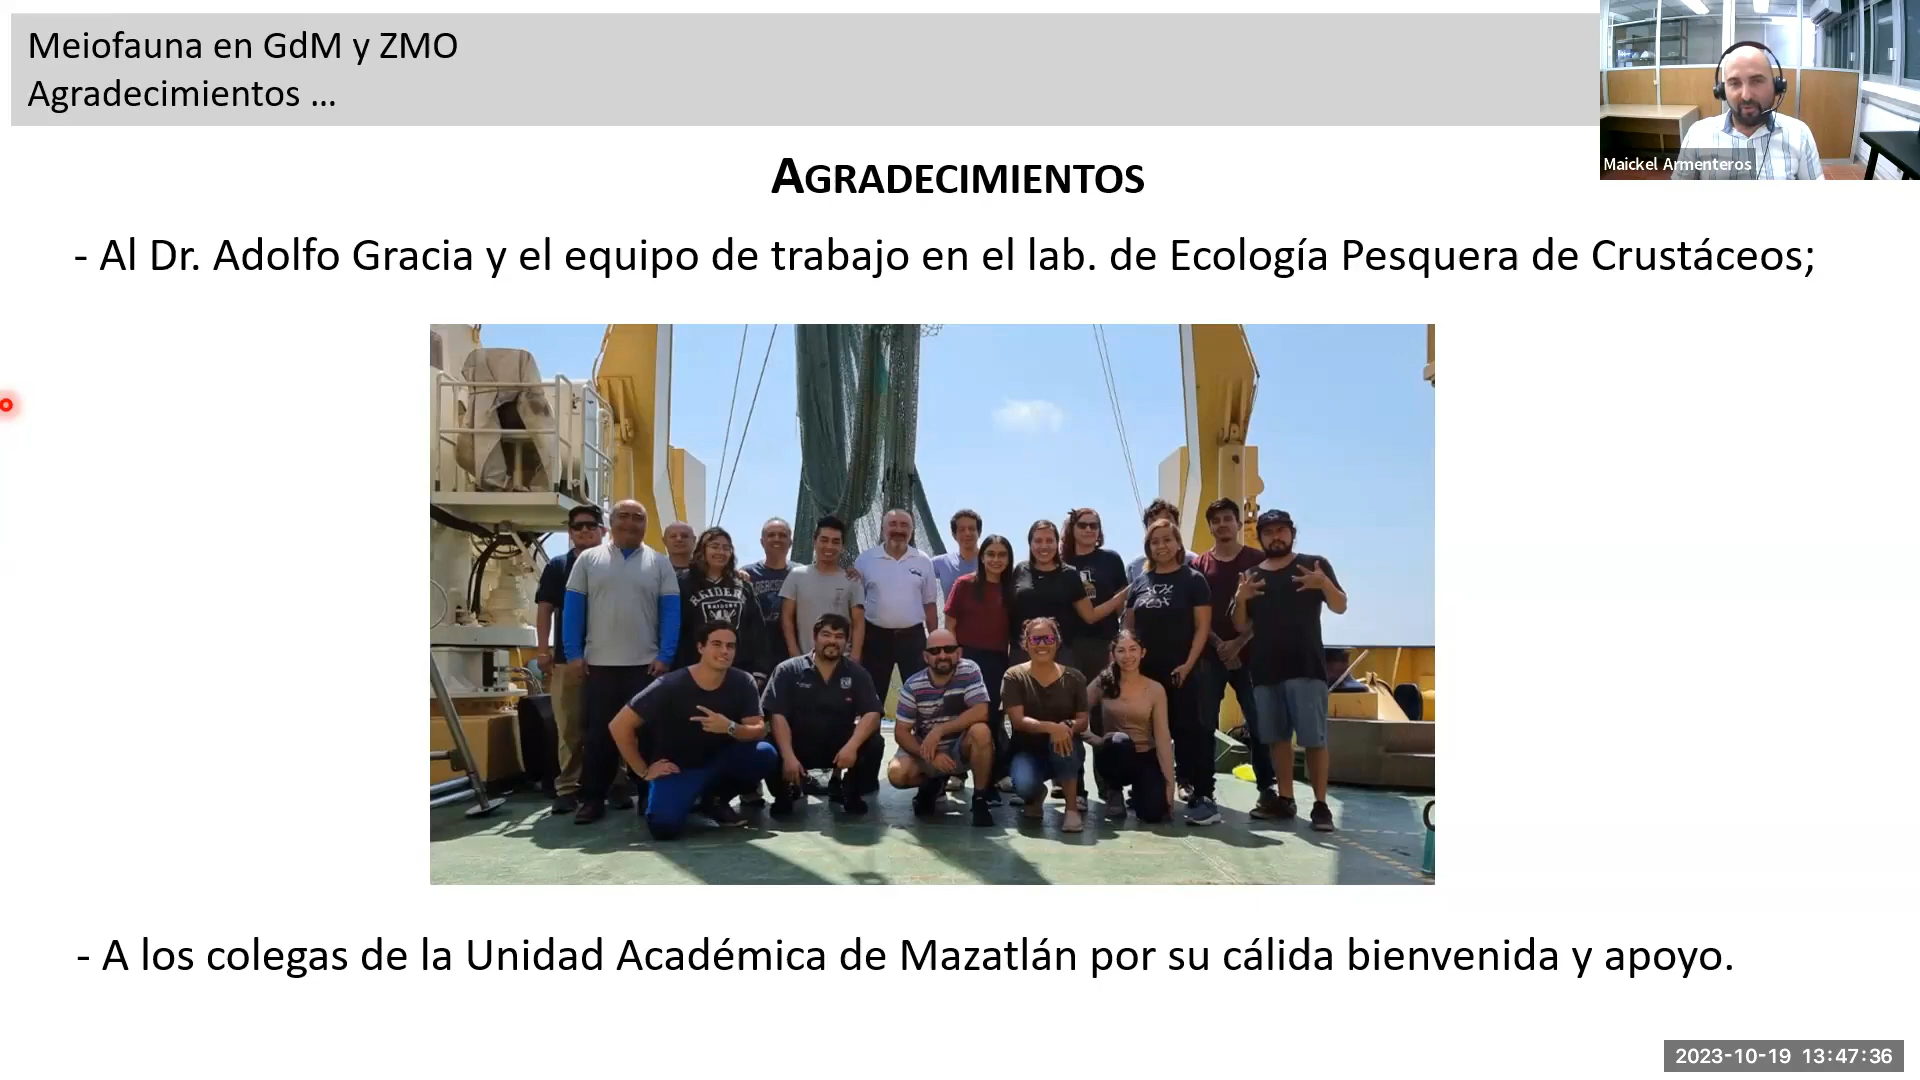 Meiofauna en GdM y ZMO
Agradecimientos ...
Maickel Armenteros
AGRADECIMIENTOS
- Al Dr. Adolfo Gracia y el equipo de trabajo en el lab. de Ecología Pesquera de Crustáceos;
RAIDERS
RAIDERS
- A los colegas de la Unidad Académica de Mazatlán por su cálida bienvenida y apoyo.
2023-10-19 13:47:36